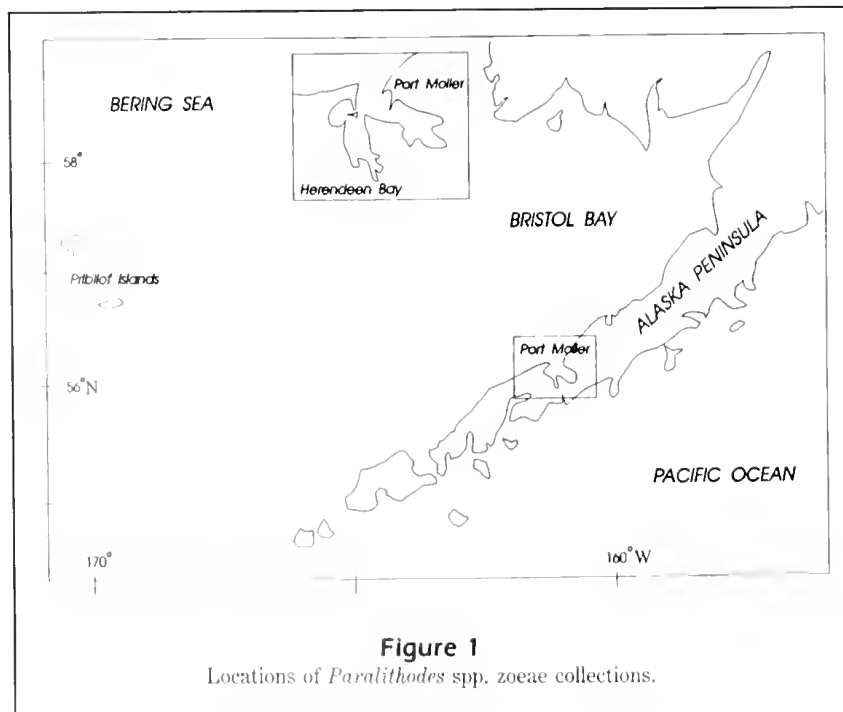 BERING SEA
Port Moller
58°
Herendeen Bay
BRISTOL BAY
Pribilof Islands
ALASKA PENINSULA
Port Moller
56°N
PACIFIC OCEAN
170°
160°W
Figure 1
Locations of Paralithodes spp. zoeae collections.